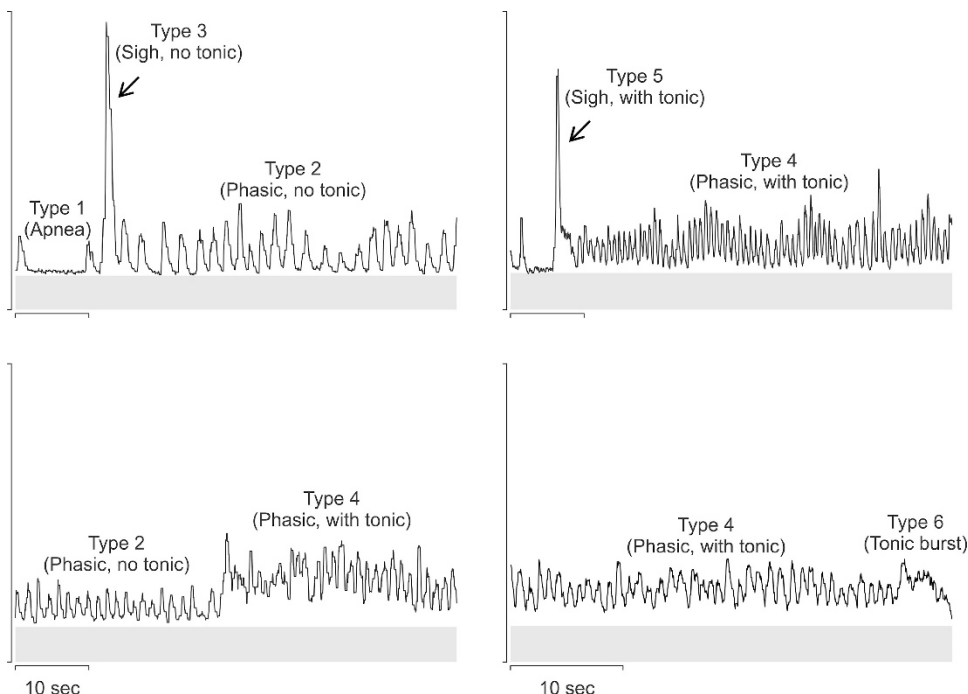 Type 3
(Sigh, no tonic)
Type 2
(Phasic, no tonic)
Type 1
(Apnea)
Type 5
(Sigh, with tonic)
Type 4
(Phasic, with tonic)
Type 4
(Phasic, with tonic)
Type 2
(Phasic, no tonic)
10 sec
Type 4
(Phasic, with tonic)
Type 6
(Tonic burst)
10 sec